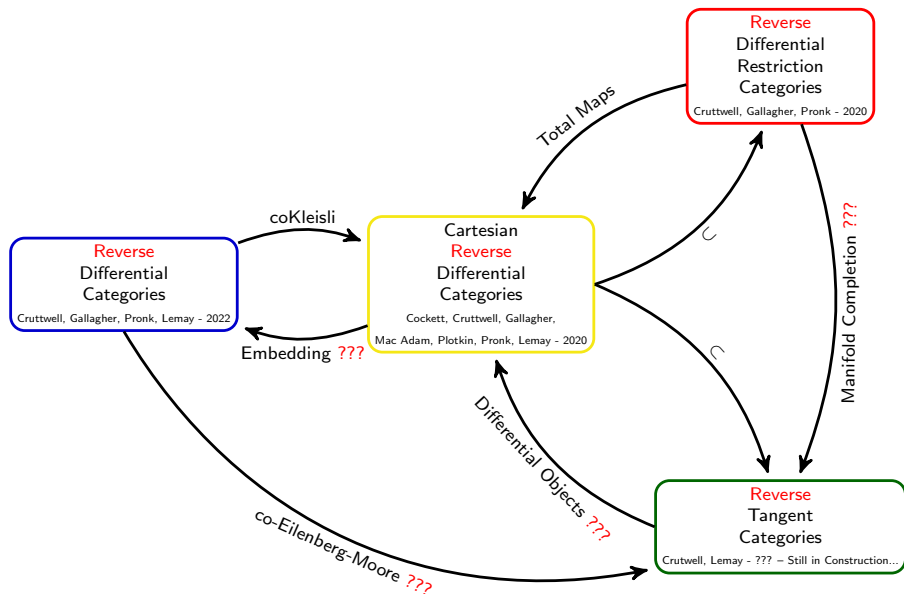 Reverse
Differential
Restriction
Categories
Cruttwell, Gallagher, Pronk - 2020
Total Maps
coKleisli
Cartesian
Reverse
Differential
Categories
Cockett, Cruttwell, Gallagher,
Mac Adam, Plotkin, Pronk, Lemay - 2020
Reverse
Differential
Categories
Cruttwell, Gallagher, Pronk, Lemay - 2022
⊂
Manifold Completion ???
Embedding ???
⊂
Differential Objects ???
co-Eilenberg-Moore ???
Reverse
Tangent
Categories
Crutwell, Lemay - ??? – Still in Construction...